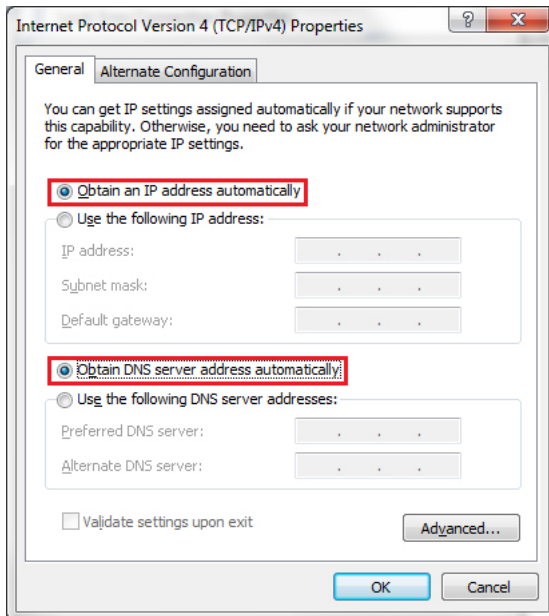 Internet Protocol Version 4 (TCP/IPv4) Properties
General
Alternate Configuration
You can get IP settings assigned automatically if your network supports
this capability. Otherwise, you need to ask your network administrator
for the appropriate IP settings.
Obtain an IP address automatically
Use the following IP address:
IP address:
Subnet mask:
Default gateway:
Obtain DNS server address automatically
Use the following DNS server addresses:
Preferred DNS server:
Alternate DNS server:
Validate settings upon exit
Advanced...
OK
Cancel